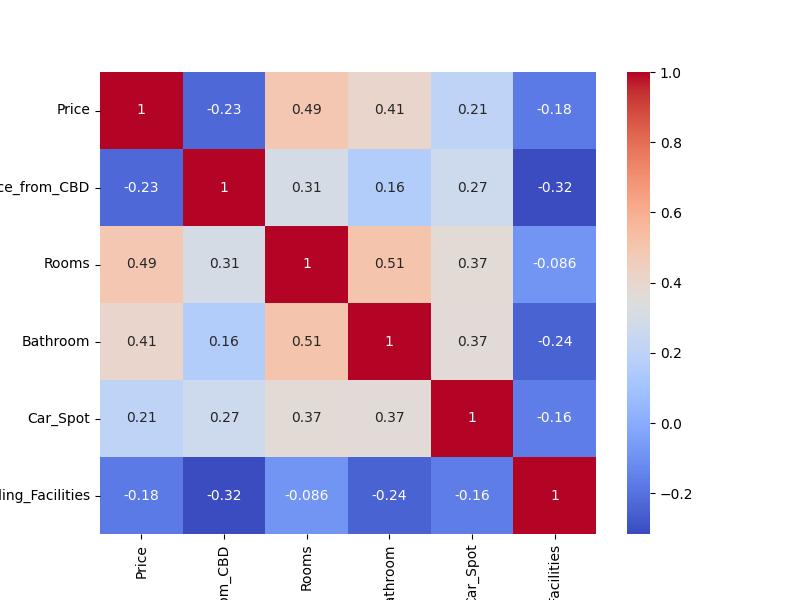 Price 1 -0.23 0.49 0.41 0.21 -0.18
ce_from_CBD -0.23 1 0.31 0.16 0.27 -0.32
Rooms 0.49 0.31 1 0.51 0.37 -0.086
Bathroom 0.41 0.16 0.51 1 0.37 -0.24
Car_Spot 0.21 0.27 0.37 0.37 1 -0.16
ling_Facilities -0.18 -0.32 -0.086 -0.24 -0.16 1
Price
om_CBD
Rooms
athroom
ar_Spot
acilities
1.0
0.8
0.6
0.4
0.2
0.0
−0.2